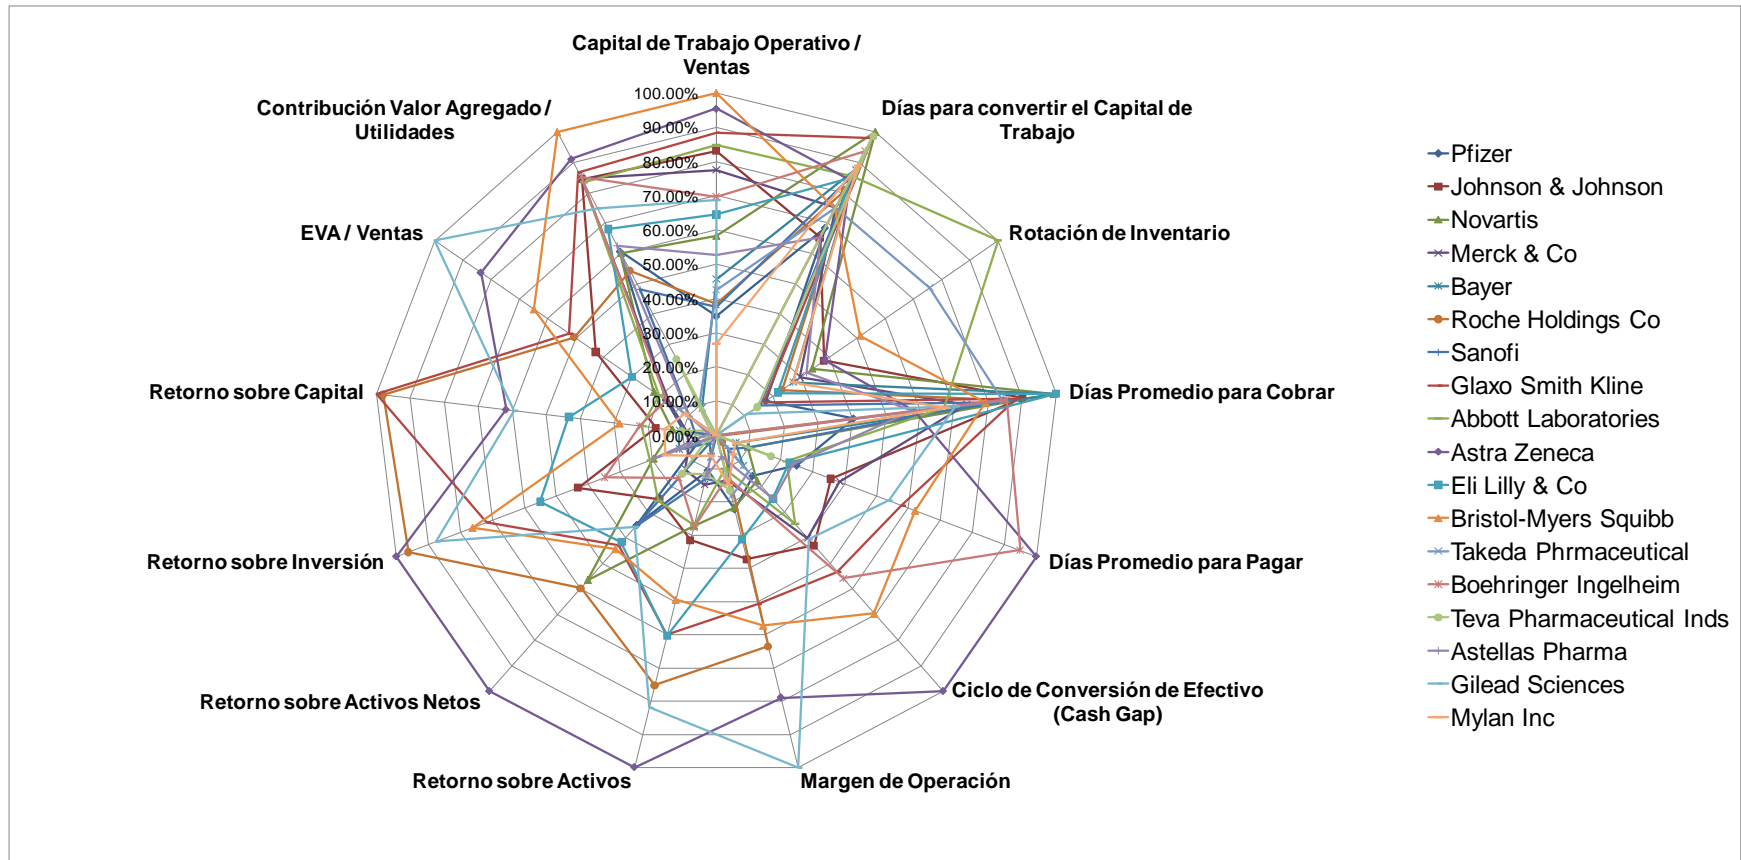 Capital de Trabajo Operativo /
Ventas
Días para convertir el Capital de
Trabajo
Rotación de Inventario
Días Promedio para Cobrar
Días Promedio para Pagar
Ciclo de Conversión de Efectivo
(Cash Gap)
Margen de Operación
Retorno sobre Activos
Retorno sobre Activos Netos
Retorno sobre Inversión
Retorno sobre Capital
EVA / Ventas
Contribución Valor Agregado /
Utilidades
100.00%
90.00%
80.00%
70.00%
60.00%
50.00%
40.00%
30.00%
20.00%
10.00%
0.00%
Pfizer
Johnson & Johnson
Novartis
Merck & Co
Bayer
Roche Holdings Co
Sanofi
Glaxo Smith Kline
Abbott Laboratories
Astra Zeneca
Eli Lilly & Co
Bristol-Myers Squibb
Takeda Phrmaceutical
Boehringer Ingelheim
Teva Pharmaceutical Inds
Astellas Pharma
Gilead Sciences
Mylan Inc